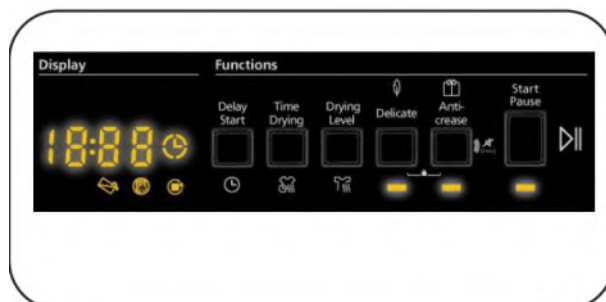 Display
Functions
18:88
Delay Start
Time Drying
Drying Level
Delicate
Anti-crease
Start Pause